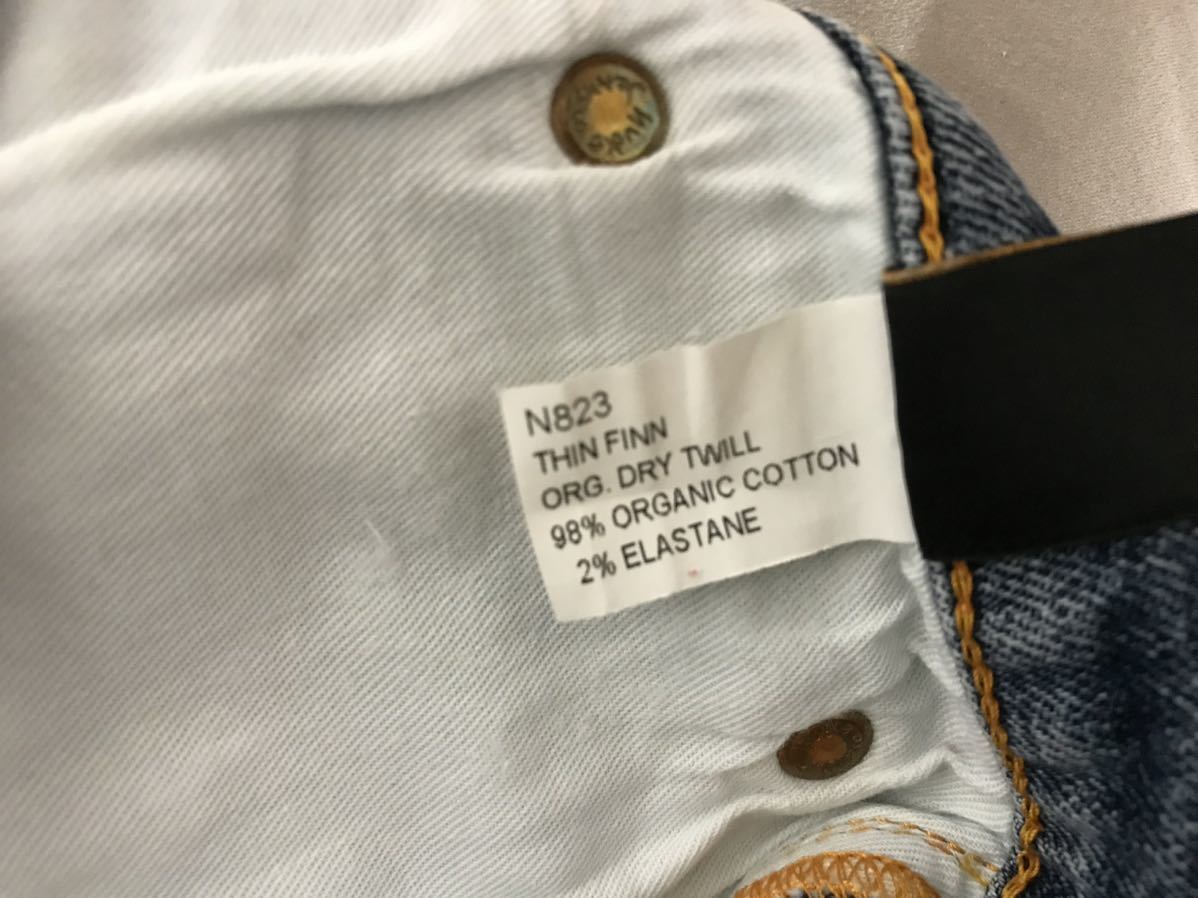 N823
THIN FINN
ORG. DRY TWILL
98% ORGANIC COTTON
2% ELASTANE